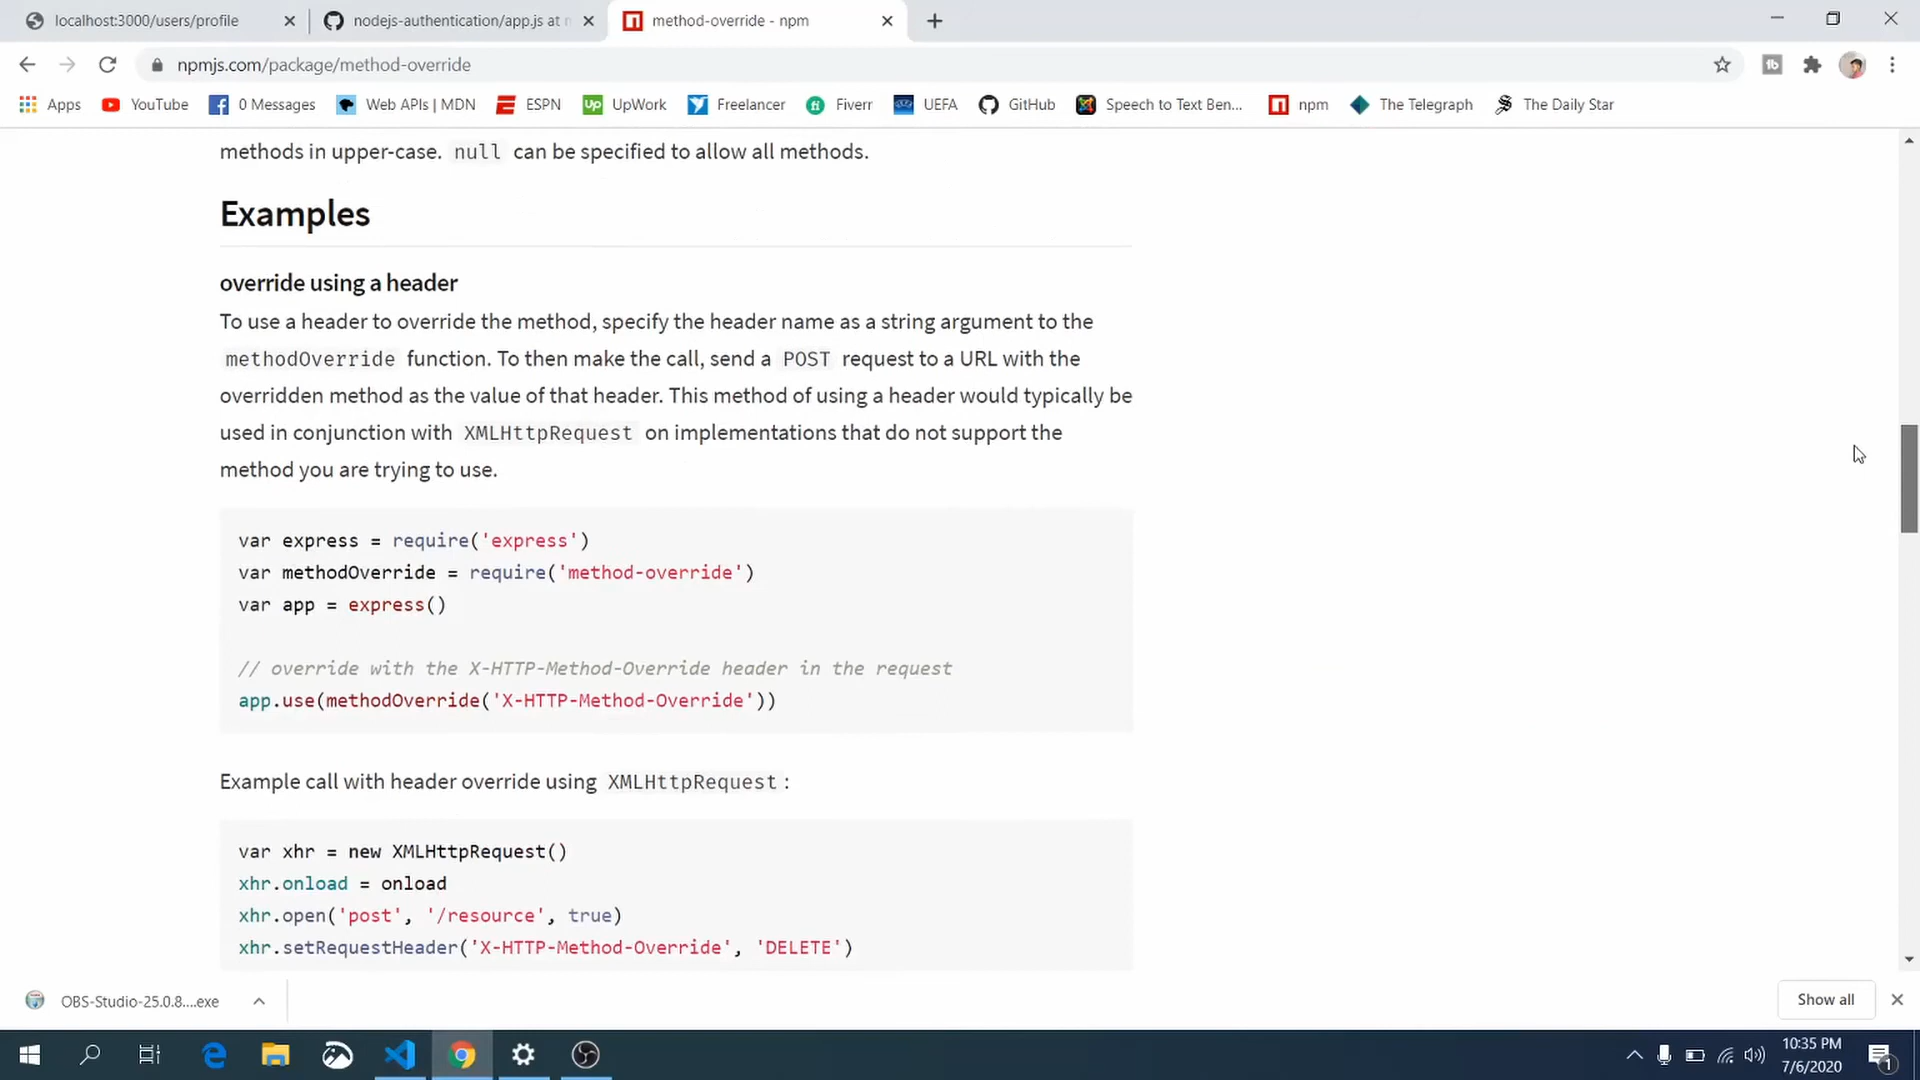 localhost:3000/users/profile
nodejs-authentication/app.js at
method-override - npm
npmjs.com/package/method-override
Apps
YouTube
0 Messages
Web APIs | MDN
ESPN
Up
UpWork
Freelancer
Fiverr
UEFA
GitHub
Speech to Text Ben...
npm
The Telegraph
The Daily Star
methods in upper-case. null can be specified to allow all methods.
Examples
override using a header
To use a header to override the method, specify the header name as a string argument to the
methodOverride function. To then make the call, send a POST request to a URL with the
overridden method as the value of that header. This method of using a header would typically be
used in conjunction with XMLHttpRequest on implementations that do not support the
method you are trying to use.
var express = require('express')
var methodOverride = require('method-override')
var app = express()
// override with the X-HTTP-Method-Override header in the request
app.use(methodOverride('X-HTTP-Method-Override'))
Example call with header override using XMLHttpRequest :
var xhr = new XMLHttpRequest()
xhr.onload = onload
xhr.open('post', '/resource', true)
xhr.setRequestHeader('X-HTTP-Method-Override', 'DELETE')
OBS-Studio-25.0.8....exe
Show all
10:35 PM
7/6/2020
1